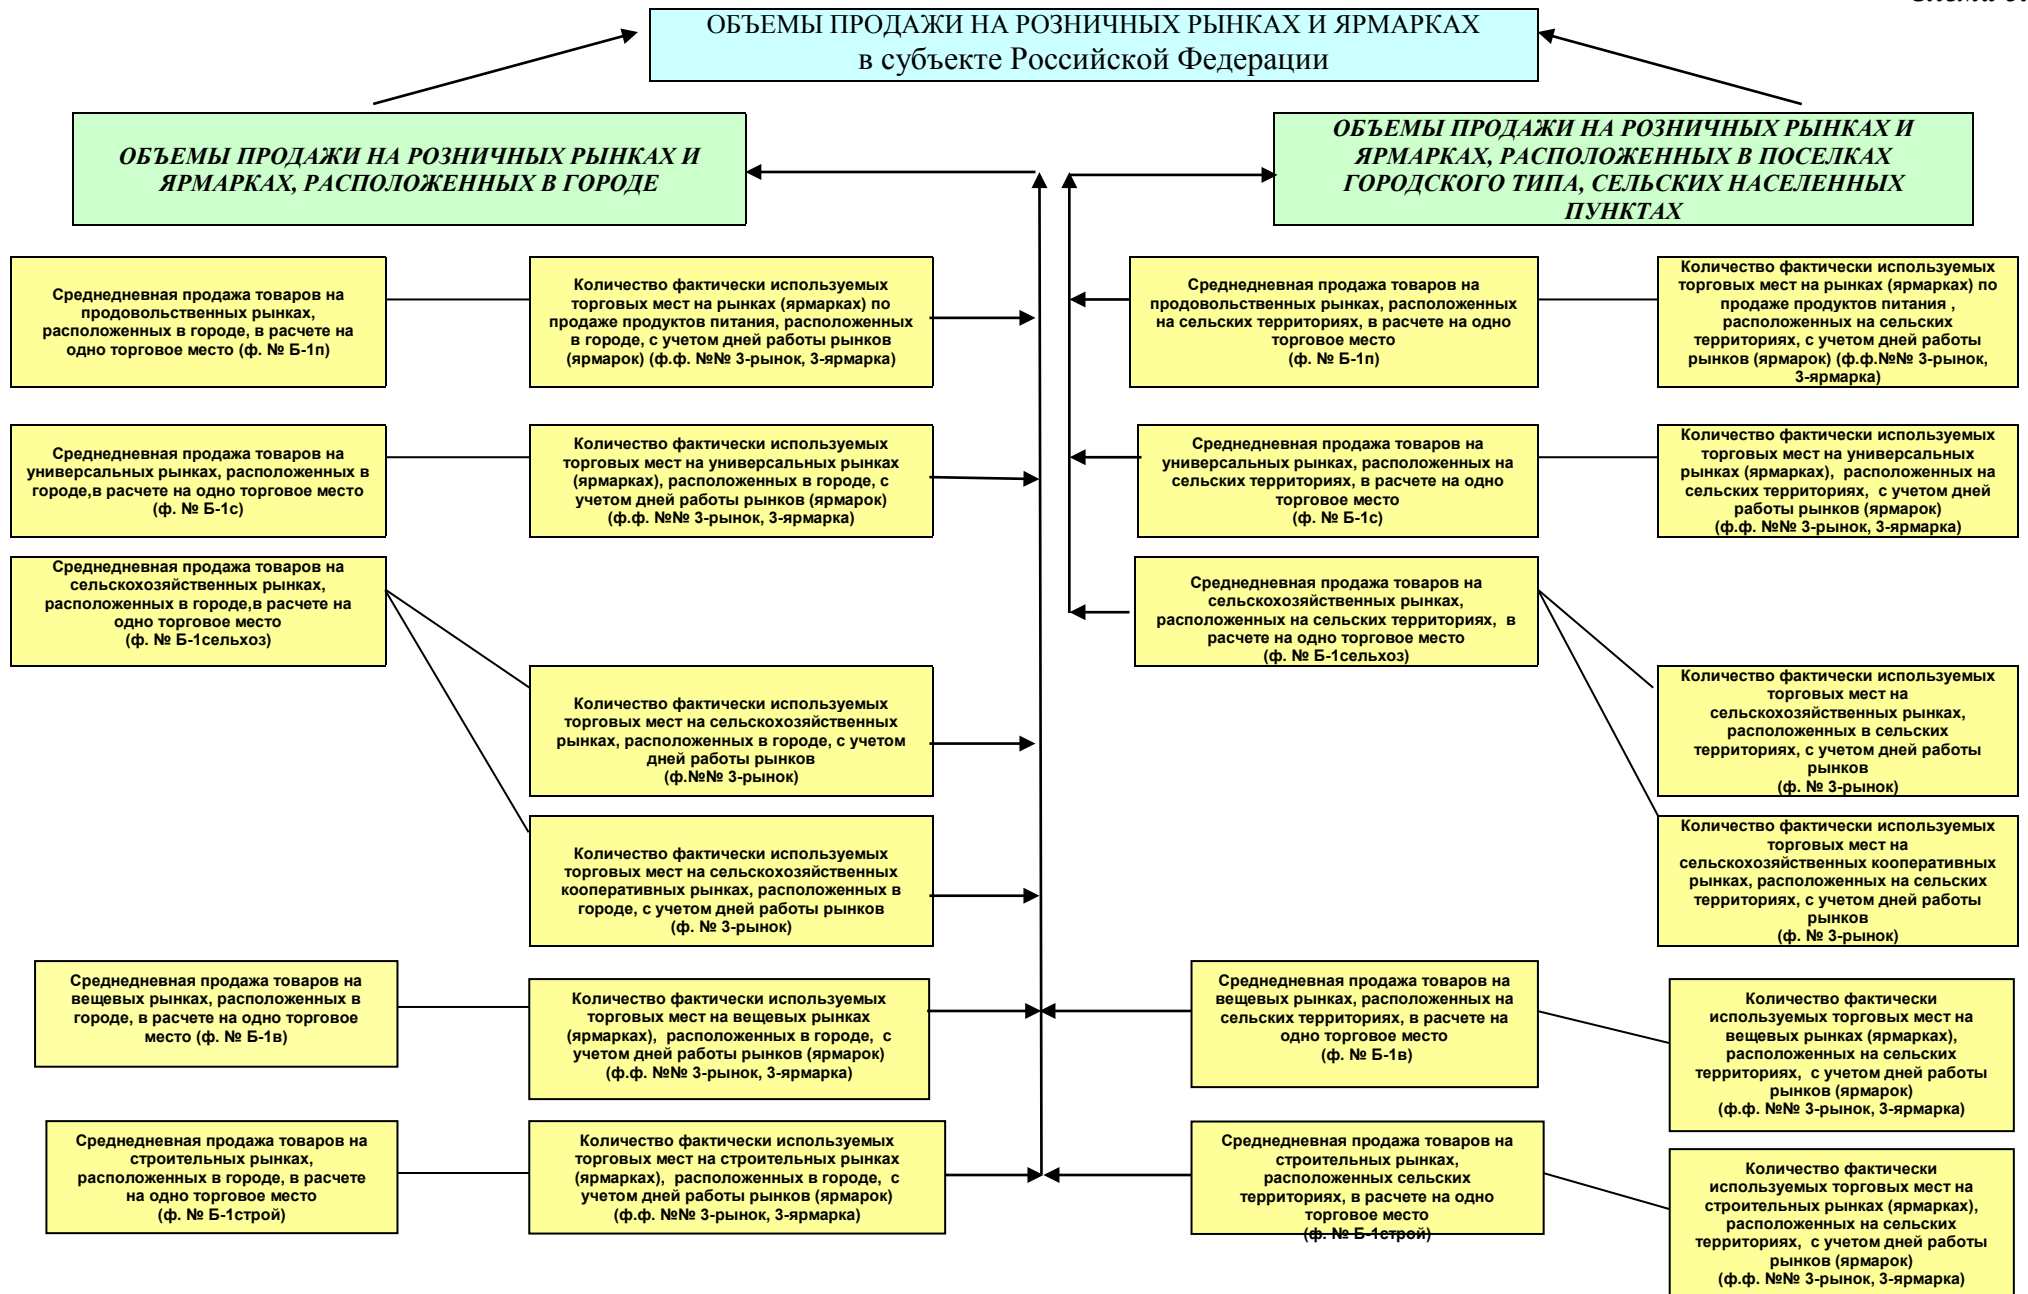 ОБЪЕМЫ ПРОДАЖИ НА РОЗНИЧНЫХ РЫНКАХ И ЯРМАРКАХ
в субъекте Российской Федерации
ОБЪЕМЫ ПРОДАЖИ НА РОЗНИЧНЫХ РЫНКАХ И
ЯРМАРКАХ, РАСПОЛОЖЕННЫХ В ГОРОДЕ
ОБЪЕМЫ ПРОДАЖИ НА РОЗНИЧНЫХ РЫНКАХ И
ЯРМАРКАХ, РАСПОЛОЖЕННЫХ В ПОСЕЛКАХ
ГОРОДСКОГО ТИПА, СЕЛЬСКИХ НАСЕЛЕННЫХ
ПУНКТАХ
Среднедневная продажа товаров на
продовольственных рынках,
расположенных в городе, в расчете на
одно торговое место (ф. № Б-1п)
Количество фактически используемых
торговых мест на рынках (ярмарках) по
продаже продуктов питания, расположенных
в городе, с учетом дней работы рынков
(ярмарок) (ф.ф. №№ 3-рынок, 3-ярмарка)
Среднедневная продажа товаров на
продовольственных рынках, расположенных
на сельских территориях, в расчете на одно
торговое место
(ф. № Б-1п)
Количество фактически используемых
торговых мест на рынках (ярмарках) по
продаже продуктов питания ,
расположенных на сельских
территориях, с учетом дней работы
рынков (ярмарок) (ф.ф.№№ 3-рынок,
3-ярмарка)
Среднедневная продажа товаров на
универсальных рынках, расположенных в
городе,в расчете на одно торговое место
(ф. № Б-1с)
Количество фактически используемых
торговых мест на универсальных рынках
(ярмарках), расположенных в городе, с
учетом дней работы рынков (ярмарок)
(ф.ф. №№ 3-рынок, 3-ярмарка)
Среднедневная продажа товаров на
универсальных рынках, расположенных на
сельских территориях, в расчете на одно
торговое место
(ф. № Б-1с)
Количество фактически используемых
торговых мест на универсальных
рынках (ярмарках), расположенных на
сельских территориях, с учетом дней
работы рынков (ярмарок)
(ф.ф. №№ 3-рынок, 3-ярмарка)
Среднедневная продажа товаров на
сельскохозяйственных рынках,
расположенных в городе,в расчете на
одно торговое место
(ф. № Б-1сельхоз)
Среднедневная продажа товаров на
сельскохозяйственных рынках,
расположенных на сельских территориях, в
расчете на одно торговое место
(ф. № Б-1сельхоз)
Количество фактически используемых
торговых мест на сельскохозяйственных
рынках, расположенных в городе, с учетом
дней работы рынков
(ф.№№ 3-рынок)
Количество фактически используемых
торговых мест на
сельскохозяйственных рынках,
расположенных в сельских
территориях, с учетом дней работы
рынков
(ф. № 3-рынок)
Количество фактически используемых
торговых мест на сельскохозяйственных
кооперативных рынках, расположенных в
городе, с учетом дней работы рынков
(ф. № 3-рынок)
Количество фактически используемых
торговых мест на
сельскохозяйственных кооперативных
рынках, расположенных на сельских
территориях, с учетом дней работы
рынков
(ф. № 3-рынок)
Среднедневная продажа товаров на
вещевых рынках, расположенных в
городе, в расчете на одно торговое
место (ф. № Б-1в)
Количество фактически используемых
торговых мест на вещевых рынках
(ярмарках), расположенных в городе, с
учетом дней работы рынков (ярмарок)
(ф.ф. №№ 3-рынок, 3-ярмарка)
Среднедневная продажа товаров на
вещевых рынках, расположенных на
сельских территориях, в расчете на
одно торговое место
(ф. № Б-1в)
Количество фактически
используемых торговых мест на
вещевых рынках (ярмарках),
расположенных на сельских
территориях, с учетом дней работы
рынков (ярмарок)
(ф.ф. №№ 3-рынок, 3-ярмарка)
Среднедневная продажа товаров на
строительных рынках,
расположенных в городе, в расчете
на одно торговое место
(ф. № Б-1строй)
Количество фактически используемых
торговых мест на строительных рынках
(ярмарках), расположенных в городе, с
учетом дней работы рынков (ярмарок)
(ф.ф. №№ 3-рынок, 3-ярмарка)
Среднедневная продажа товаров на
строительных рынках,
расположенных сельских
территориях, в расчете на одно
торговое место
(ф. № Б-1строй)
Количество фактически
используемых торговых мест на
строительных рынках (ярмарках),
расположенных на сельских
территориях, с учетом дней работы
рынков (ярмарок)
(ф.ф. №№ 3-рынок, 3-ярмарка)